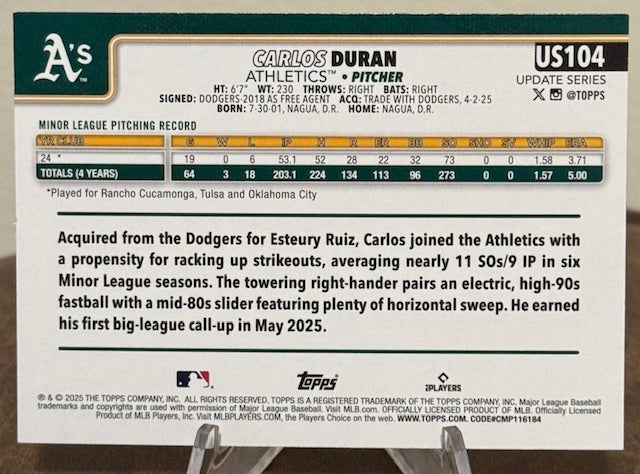 A's™
CARLOS DURAN
US104
ATHLETICS™ • PITCHER
UPDATE SERIES
HT: 6'7" WT: 230 THROWS: RIGHT BATS: RIGHT
@TOPPS
SIGNED: DODGERS-2018 AS FREE AGENT ACQ: TRADE WITH DODGERS, 4-2-25
BORN: 7-30-01, NAGUA, D.R. HOME: NAGUA, D.R.
MINOR LEAGUE PITCHING RECORD
YR CLUB G W L IP H R ER BB SO SHO SV WHIP ERA
24 * 19 0 6 53.1 52 28 22 32 73 0 0 1.58 3.71
TOTALS (4 YEARS) 64 3 18 203.1 224 134 113 96 273 0 0 1.57 5.00
*Played for Rancho Cucamonga, Tulsa and Oklahoma City
Acquired from the Dodgers for Esteury Ruiz, Carlos joined the Athletics with
a propensity for racking up strikeouts, averaging nearly 11 SOs/9 IP in six
Minor League seasons. The towering right-hander pairs an electric, high-90s
fastball with a mid-80s slider featuring plenty of horizontal sweep. He earned
his first big-league call-up in May 2025.
Topps
PLAYERS
® & © 2025 THE TOPPS COMPANY, INC. ALL RIGHTS RESERVED. TOPPS IS A REGISTERED TRADEMARK OF THE TOPPS COMPANY, INC. Major League Baseball
trademarks and copyrights are used with permission of Major League Baseball. Visit MLB.com. OFFICIALLY LICENSED PRODUCT OF MLB. Officially Licensed
Product of MLB Players, Inc. Visit MLBPLAYERS.COM, the Players Choice on the web. WWW.TOPPS.COM. CODE#CMP116184